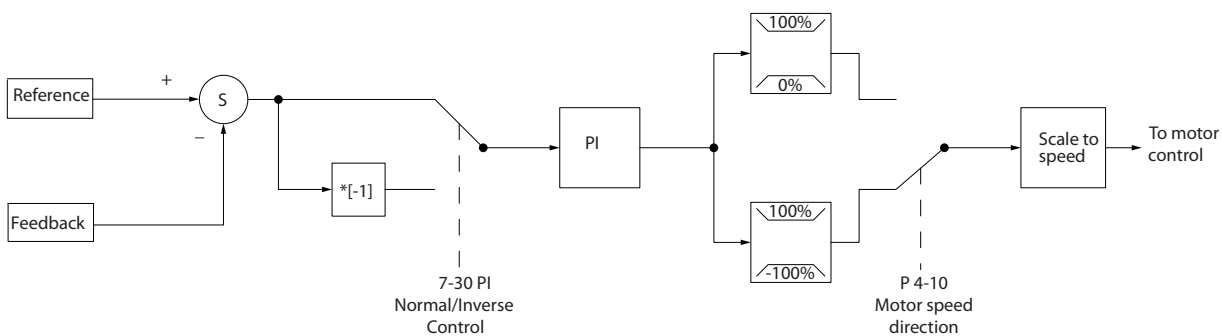 100%
0%
Reference
+
S
–
*[-1]
Feedback
7-30 PI
Normal/Inverse
Control
PI
100%
-100%
P 4-10
Motor speed
direction
Scale to
speed
To motor
control